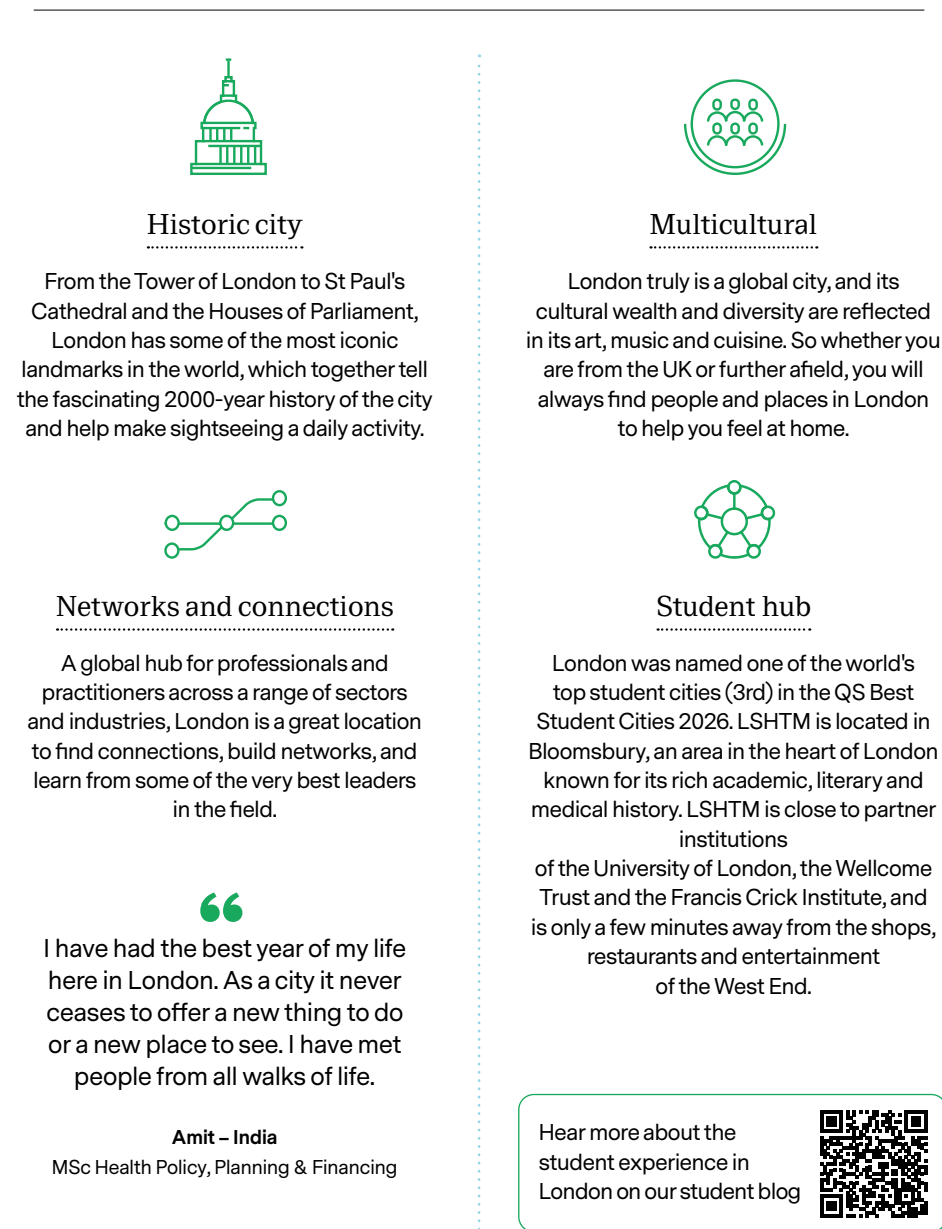 Historic city
From the Tower of London to St Paul's
Cathedral and the Houses of Parliament,
London has some of the most iconic
landmarks in the world, which together tell
the fascinating 2000-year history of the city
and help make sightseeing a daily activity.
Networks and connections
A global hub for professionals and
practitioners across a range of sectors
and industries, London is a great location
to find connections, build networks, and
learn from some of the very best leaders
in the field.
I have had the best year of my life
here in London. As a city it never
ceases to offer a new thing to do
or a new place to see. I have met
people from all walks of life.
Amit – India
MSc Health Policy, Planning & Financing
Multicultural
London truly is a global city, and its
cultural wealth and diversity are reflected
in its art, music and cuisine. So whether you
are from the UK or further afield, you will
always find people and places in London
to help you feel at home.
Student hub
London was named one of the world's
top student cities (3rd) in the QS Best
Student Cities 2026. LSHTM is located in
Bloomsbury, an area in the heart of London
known for its rich academic, literary and
medical history. LSHTM is close to partner
institutions
of the University of London, the Wellcome
Trust and the Francis Crick Institute, and
is only a few minutes away from the shops,
restaurants and entertainment
of the West End.
Hear more about the
student experience in
London on our student blog